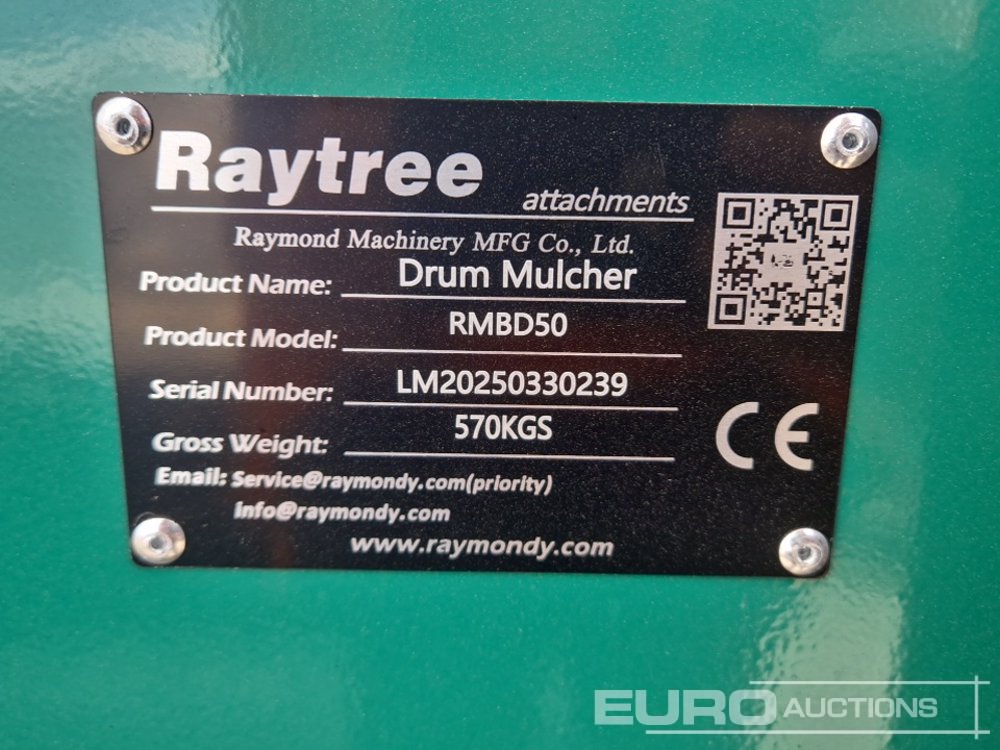 Raytree
attachments
Raymond Machinery MFG Co., Ltd.
Product Name: Drum Mulcher
Product Model: RMBD50
Serial Number: LM20250330239
Gross Weight: 570KGS
CE
Email: Service@raymondy.com(priority)
info@raymondy.com
www.raymondy.com
EURO AUCTIONS